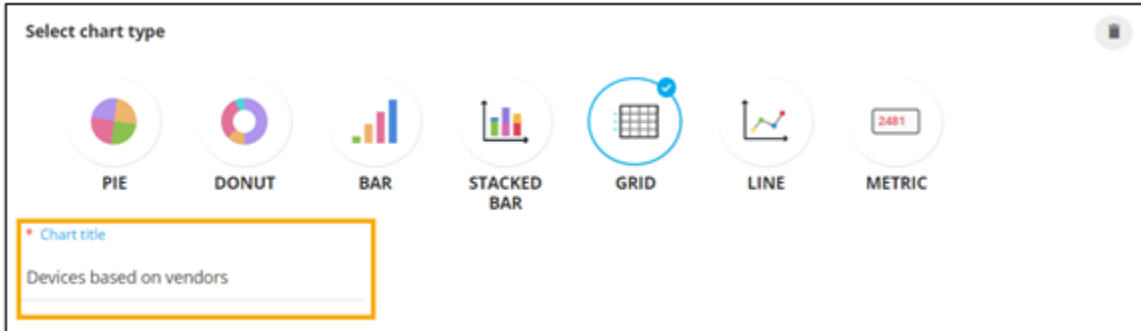 Select chart type
2481
PIE
DONUT
BAR
STACKED
BAR
GRID
LINE
METRIC
* Chart title
Devices based on vendors